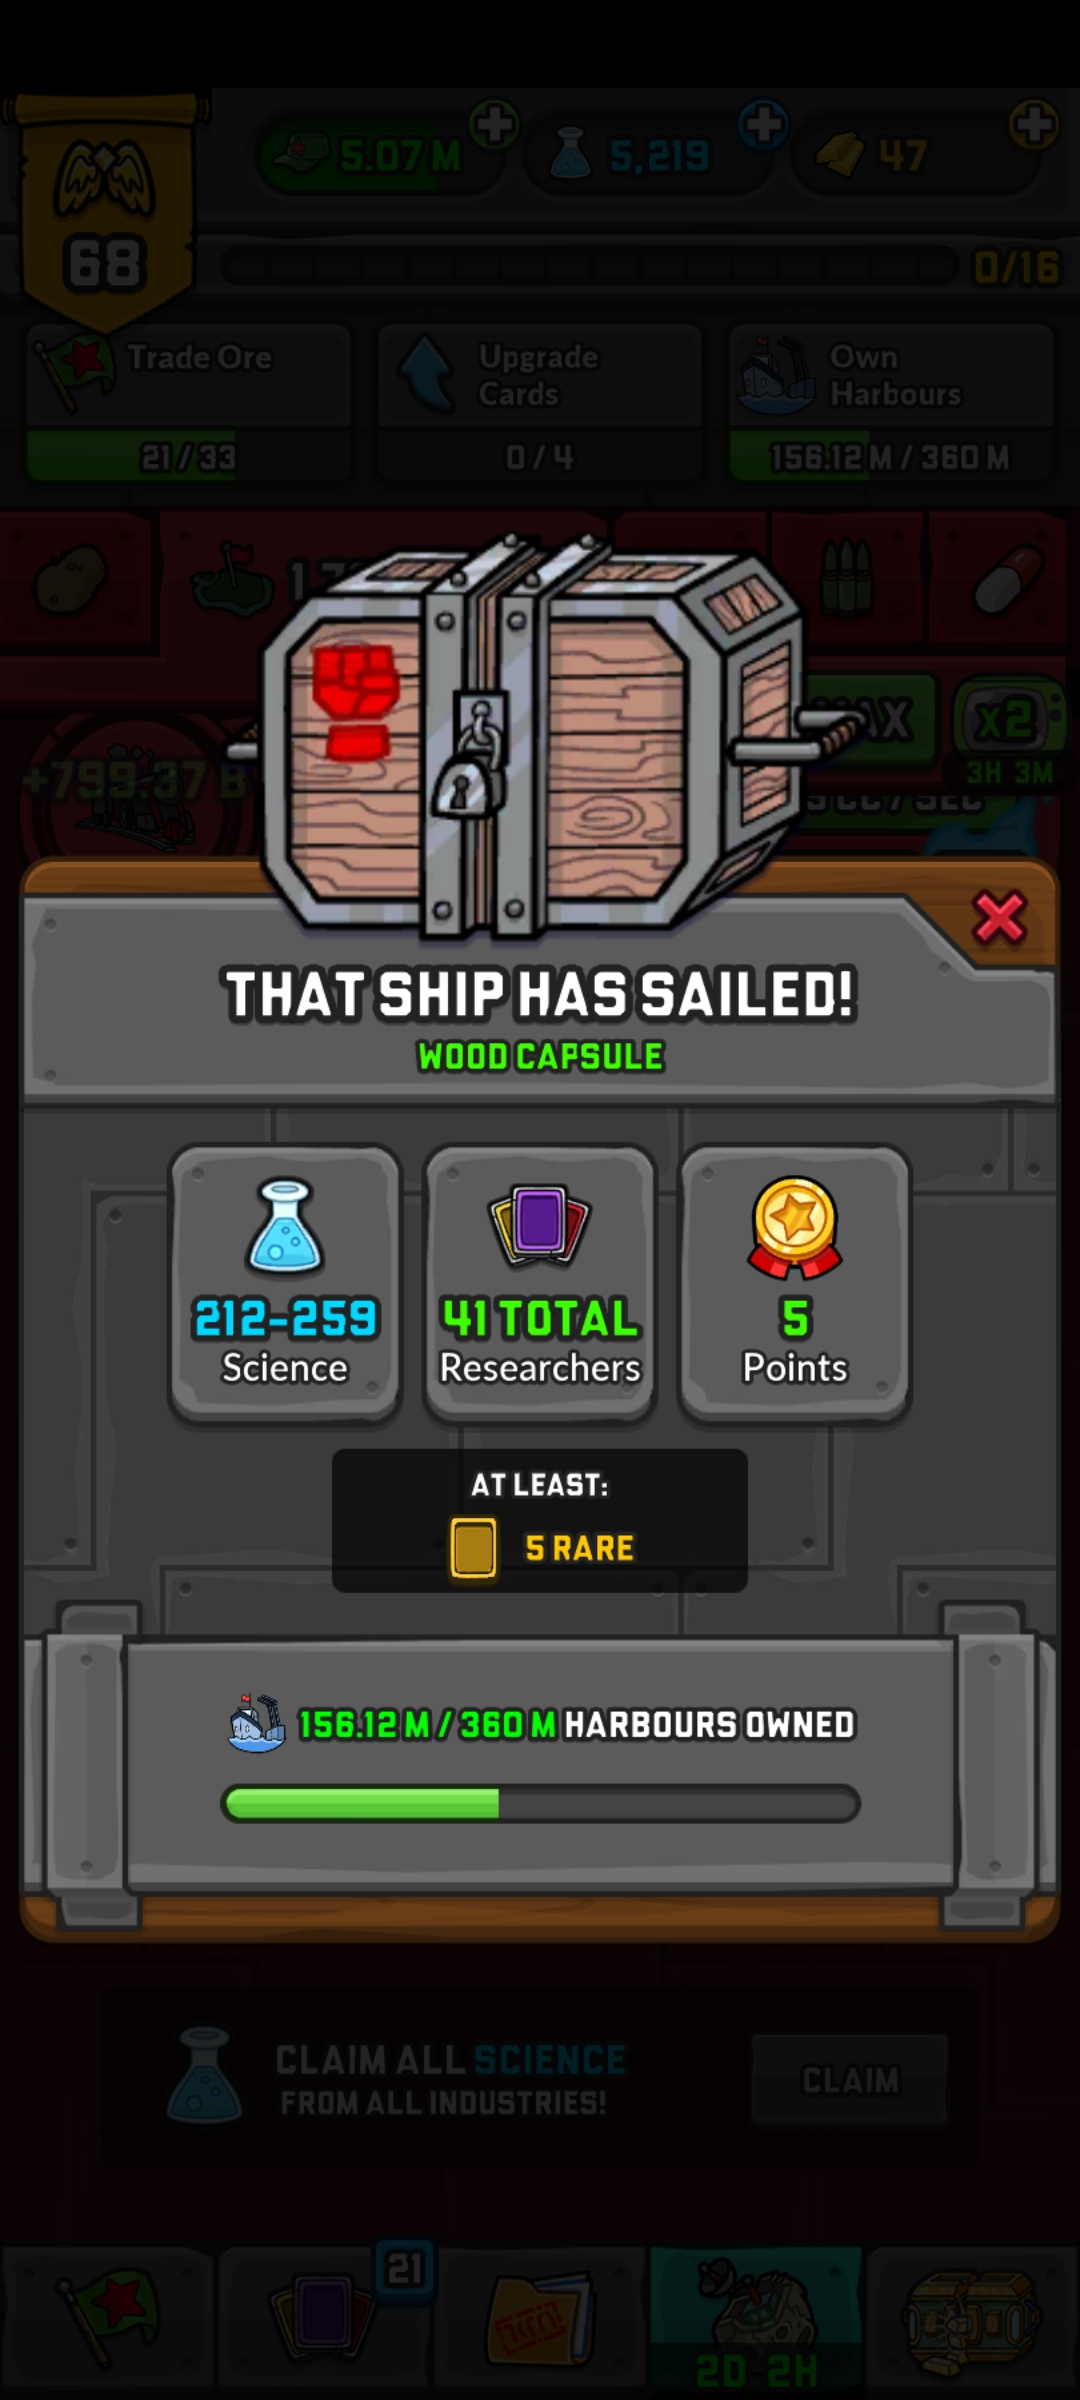 5.07 M
5,219
47
68
0/16
Trade Ore
Upgrade
Cards
Own
Harbours
21 / 33
0 / 4
156.12 M / 360 M
x2
+799.37 B
3H 3M
THAT SHIP HAS SAILED!
WOOD CAPSULE
212-259
Science
41 TOTAL
Researchers
5
Points
AT LEAST:
5 RARE
156.12 M / 360 M HARBOURS OWNED
CLAIM ALL SCIENCE
FROM ALL INDUSTRIES!
CLAIM
21
2D 2H